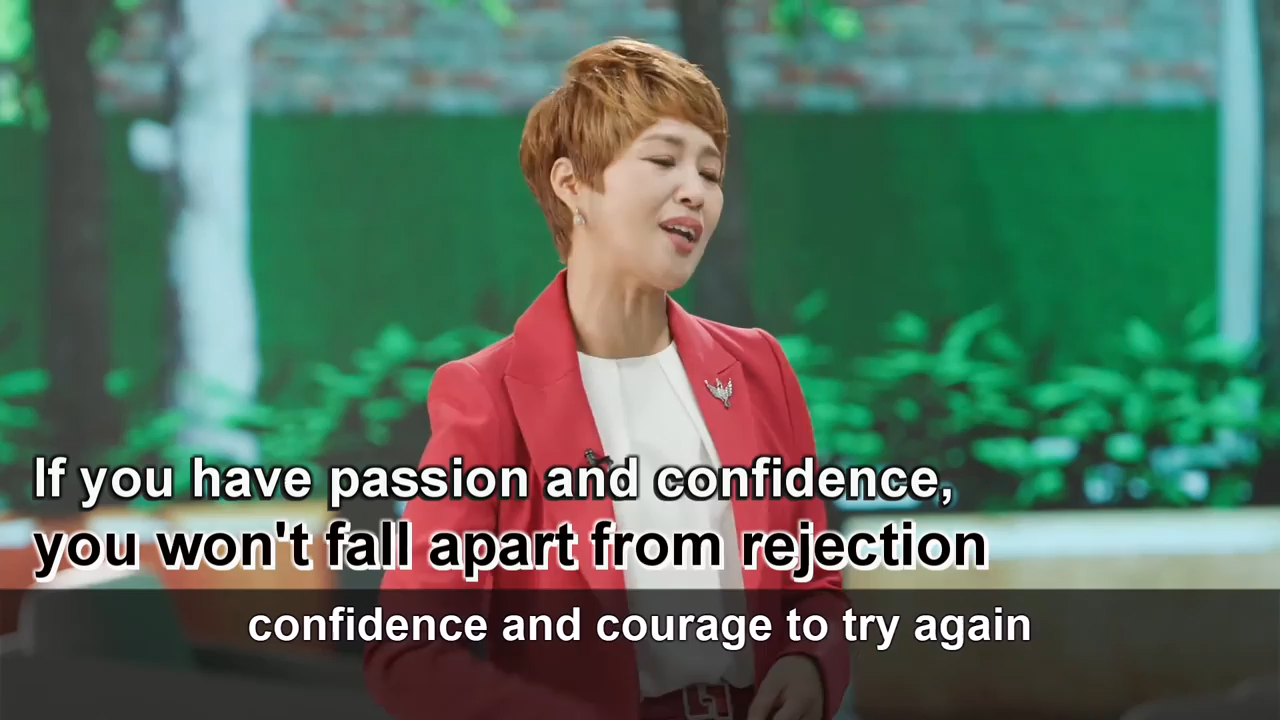 If you have passion and confidence,
you won't fall apart from rejection
confidence and courage to try again